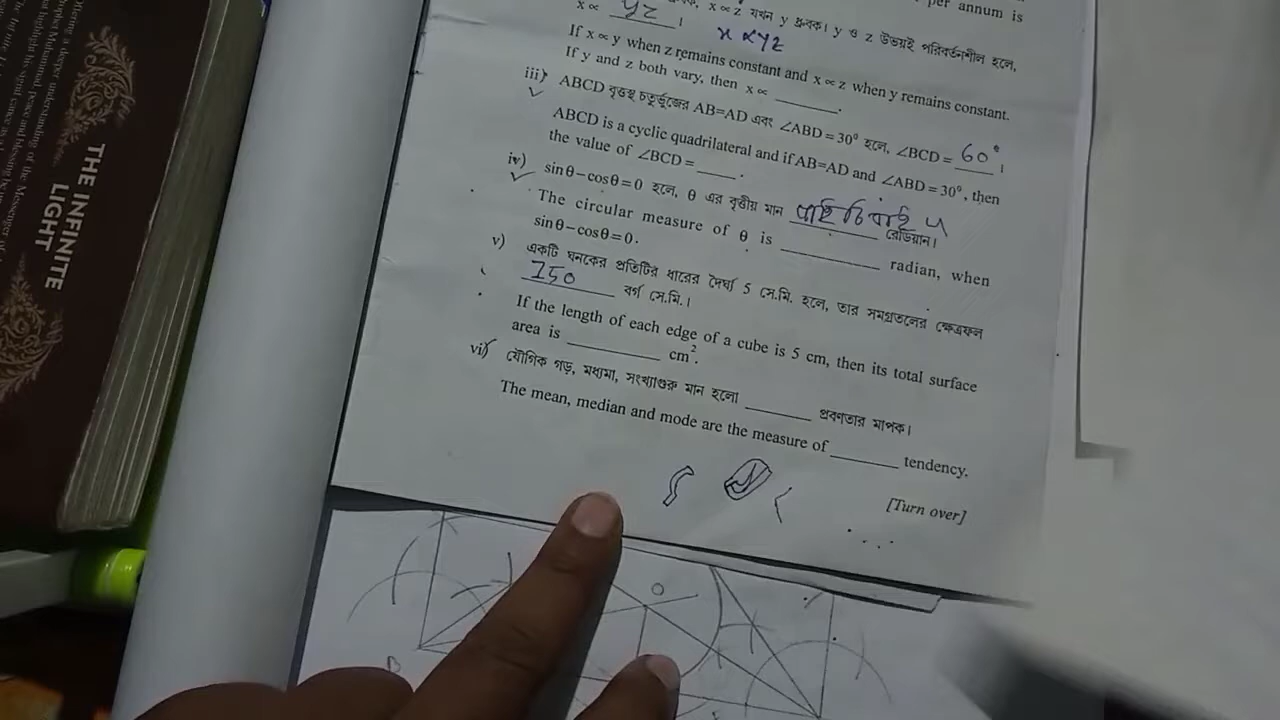 per annum is
x ∝ z যখন y ধ্রুবক। y ও z উভয়ই পরিবর্তনশীল হলে,
x ∝ yz ।
x ∝ yz
If x ∝ y when z remains constant and x ∝ z when y remains constant.
If y and z both vary, then x ∝ ______.
iii) ABCD বৃত্তস্থ চতুর্ভুজের AB=AD এবং ∠ABD = 30° হলে, ∠BCD = 60° ।
ABCD is a cyclic quadrilateral and if AB=AD and ∠ABD = 30°, then
the value of ∠BCD = ____.
iv) sinθ−cosθ=0 হলে, θ এর বৃত্তীয় মান পাই বাই 4 রেডিয়ান।
The circular measure of θ is ______ radian, when
sinθ−cosθ=0.
v) একটি ঘনকের প্রতিটির ধারের দৈর্ঘ্য 5 সে.মি. হলে, তার সমগ্রতলের ক্ষেত্রফল
150 বর্গ সে.মি.।
If the length of each edge of a cube is 5 cm, then its total surface
area is ______ cm².
vi) যৌগিক গড়, মধ্যমা, সংখ্যাগুরু মান হলো ______ প্রবণতার মাপক।
The mean, median and mode are the measure of ______ tendency.
[Turn over]
THE INFINITE
LIGHT
O
B